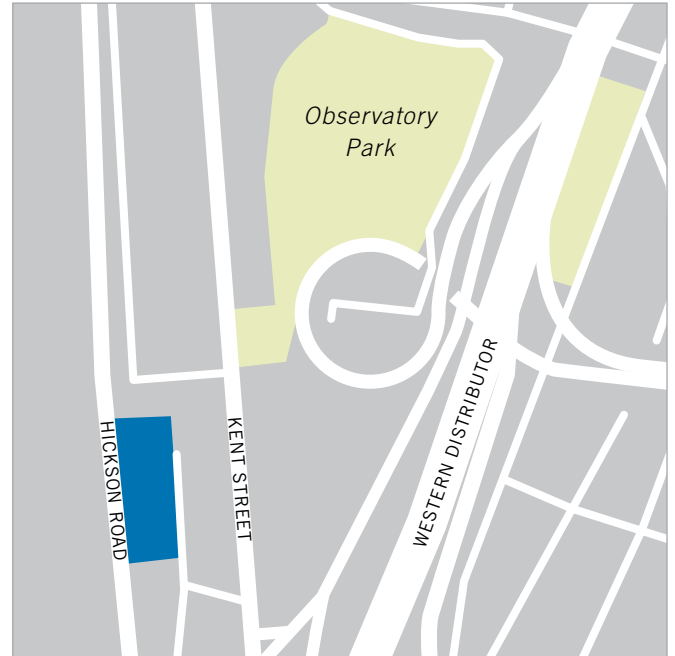 Observatory
Park
HICKSON ROAD
KENT STREET
WESTERN DISTRIBUTOR